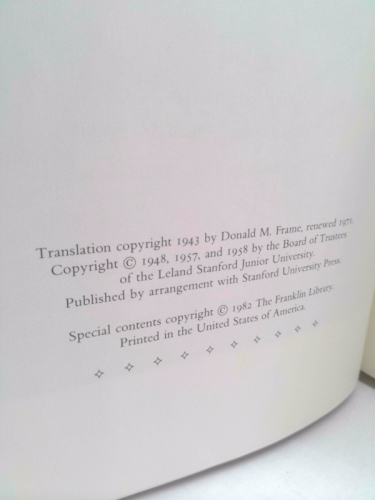 Translation copyright 1943 by Donald M. Frame, renewed 1971.
Copyright © 1948, 1957, and 1958 by the Board of Trustees
of the Leland Stanford Junior University.
Published by arrangement with Stanford University Press.
Special contents copyright © 1982 The Franklin Library.
Printed in the United States of America.